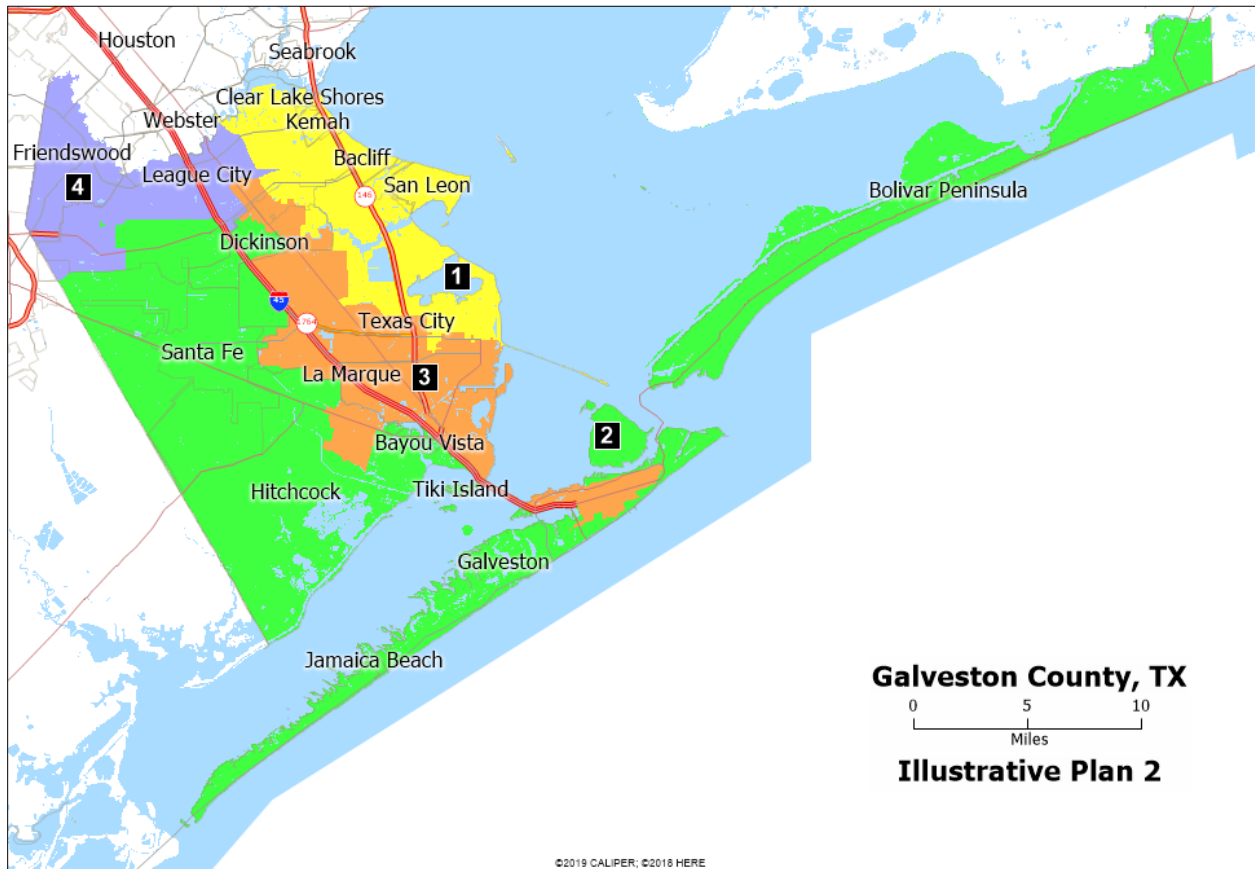 Houston
Seabrook
Clear Lake Shores
Webster
Kemah
Friendswood
Bacliff
League City
4
San Leon
146
Bolivar Peninsula
Dickinson
1
45
1764
Texas City
Santa Fe
La Marque
3
Bayou Vista
2
Hitchcock
Tiki Island
Galveston
Jamaica Beach
Galveston County, TX
0 5 10
Miles
Illustrative Plan 2
©2019 CALIPER; ©2018 HERE